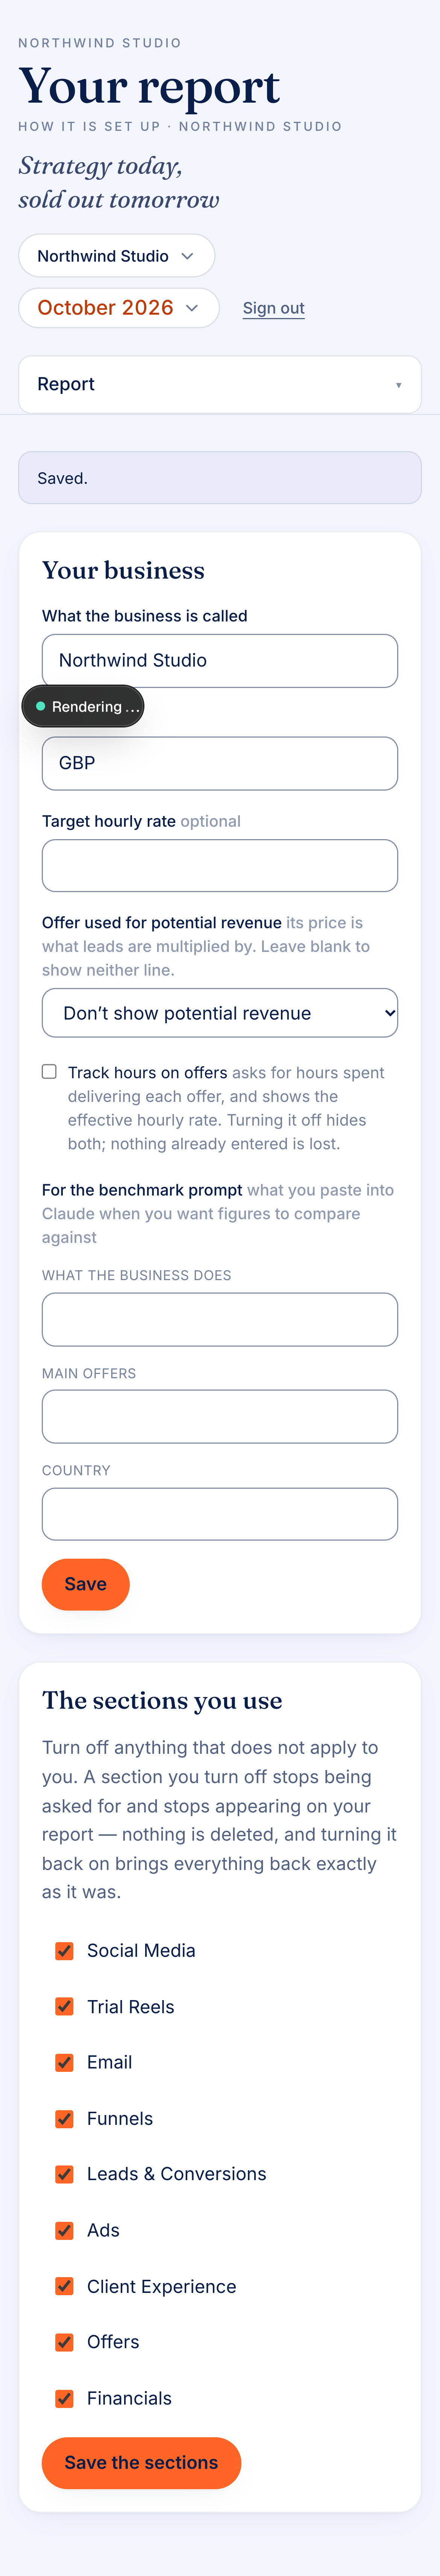 NORTHWIND STUDIO
Your report
HOW IT IS SET UP · NORTHWIND STUDIO
Strategy today,
sold out tomorrow
Northwind Studio
October 2026
Sign out
Report
Saved.
Your business
What the business is called
Northwind Studio
Rendering ...
GBP
Target hourly rate optional
Offer used for potential revenue its price is
what leads are multiplied by. Leave blank to
show neither line.
Don’t show potential revenue
Track hours on offers asks for hours spent
delivering each offer, and shows the
effective hourly rate. Turning it off hides
both; nothing already entered is lost.
For the benchmark prompt what you paste into
Claude when you want figures to compare
against
WHAT THE BUSINESS DOES
MAIN OFFERS
COUNTRY
Save
The sections you use
Turn off anything that does not apply to
you. A section you turn off stops being
asked for and stops appearing on your
report — nothing is deleted, and turning it
back on brings everything back exactly
as it was.
Social Media
Trial Reels
Email
Funnels
Leads & Conversions
Ads
Client Experience
Offers
Financials
Save the sections